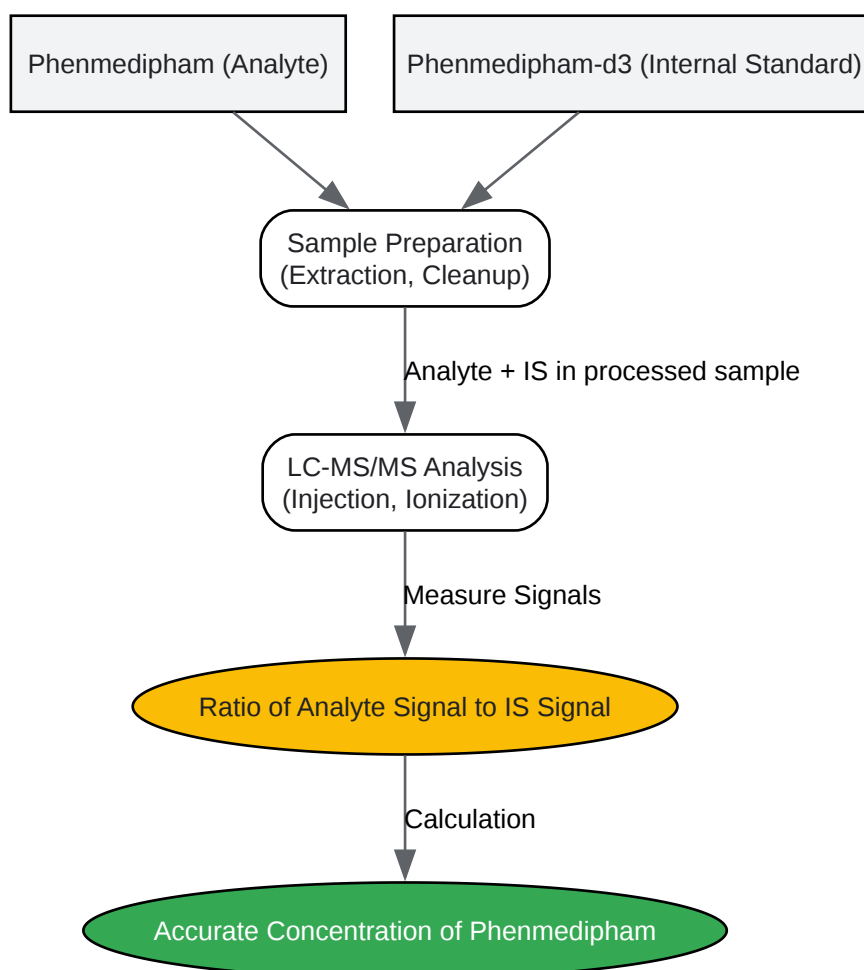 Phenmedipham (Analyte)
Phenmedipham-d3 (Internal Standard)
Sample Preparation
(Extraction, Cleanup)
Analyte + IS in processed sample
LC-MS/MS Analysis
(Injection, Ionization)
Measure Signals
Ratio of Analyte Signal to IS Signal
Calculation
Accurate Concentration of Phenmedipham